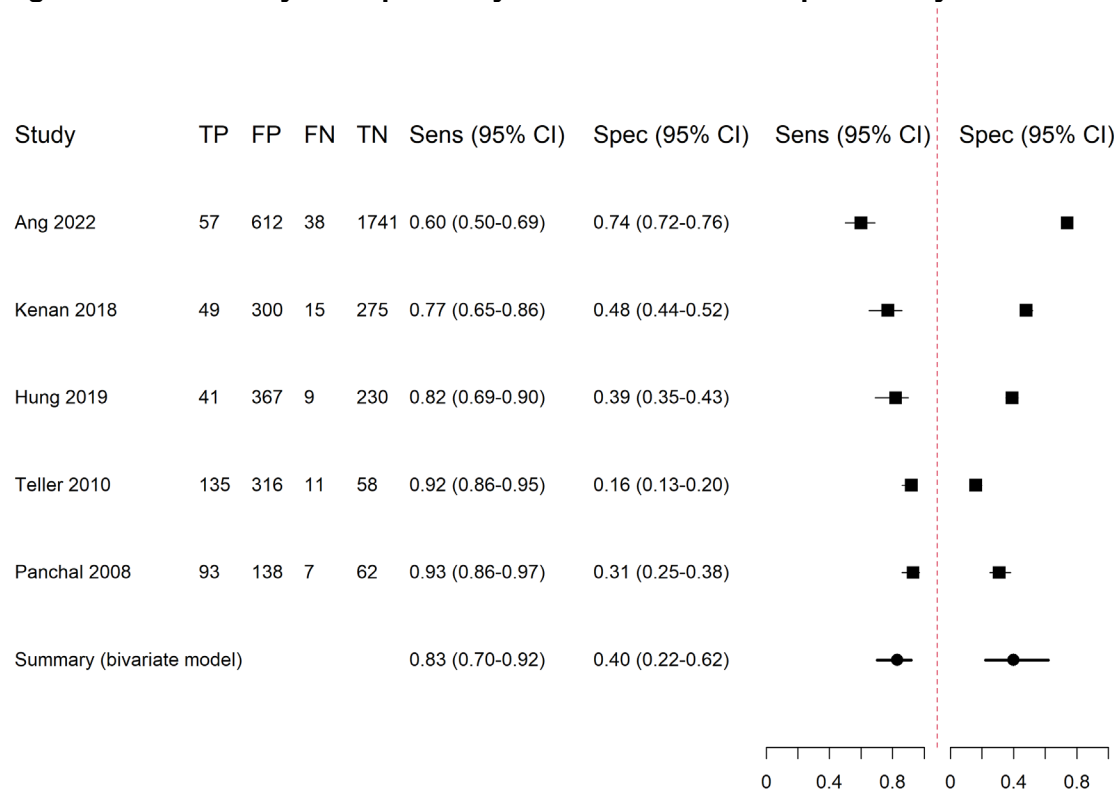 Study TP FP FN TN Sens (95% CI) Spec (95% CI) Sens (95% CI) Spec (95% CI)
Ang 2022 57 612 38 1741 0.60 (0.50-0.69) 0.74 (0.72-0.76)
Kenan 2018 49 300 15 275 0.77 (0.65-0.86) 0.48 (0.44-0.52)
Hung 2019 41 367 9 230 0.82 (0.69-0.90) 0.39 (0.35-0.43)
Teller 2010 135 316 11 58 0.92 (0.86-0.95) 0.16 (0.13-0.20)
Panchal 2008 93 138 7 62 0.93 (0.86-0.97) 0.31 (0.25-0.38)
Summary (bivariate model) 0.83 (0.70-0.92) 0.40 (0.22-0.62)
0 0.4 0.8 0 0.4 0.8